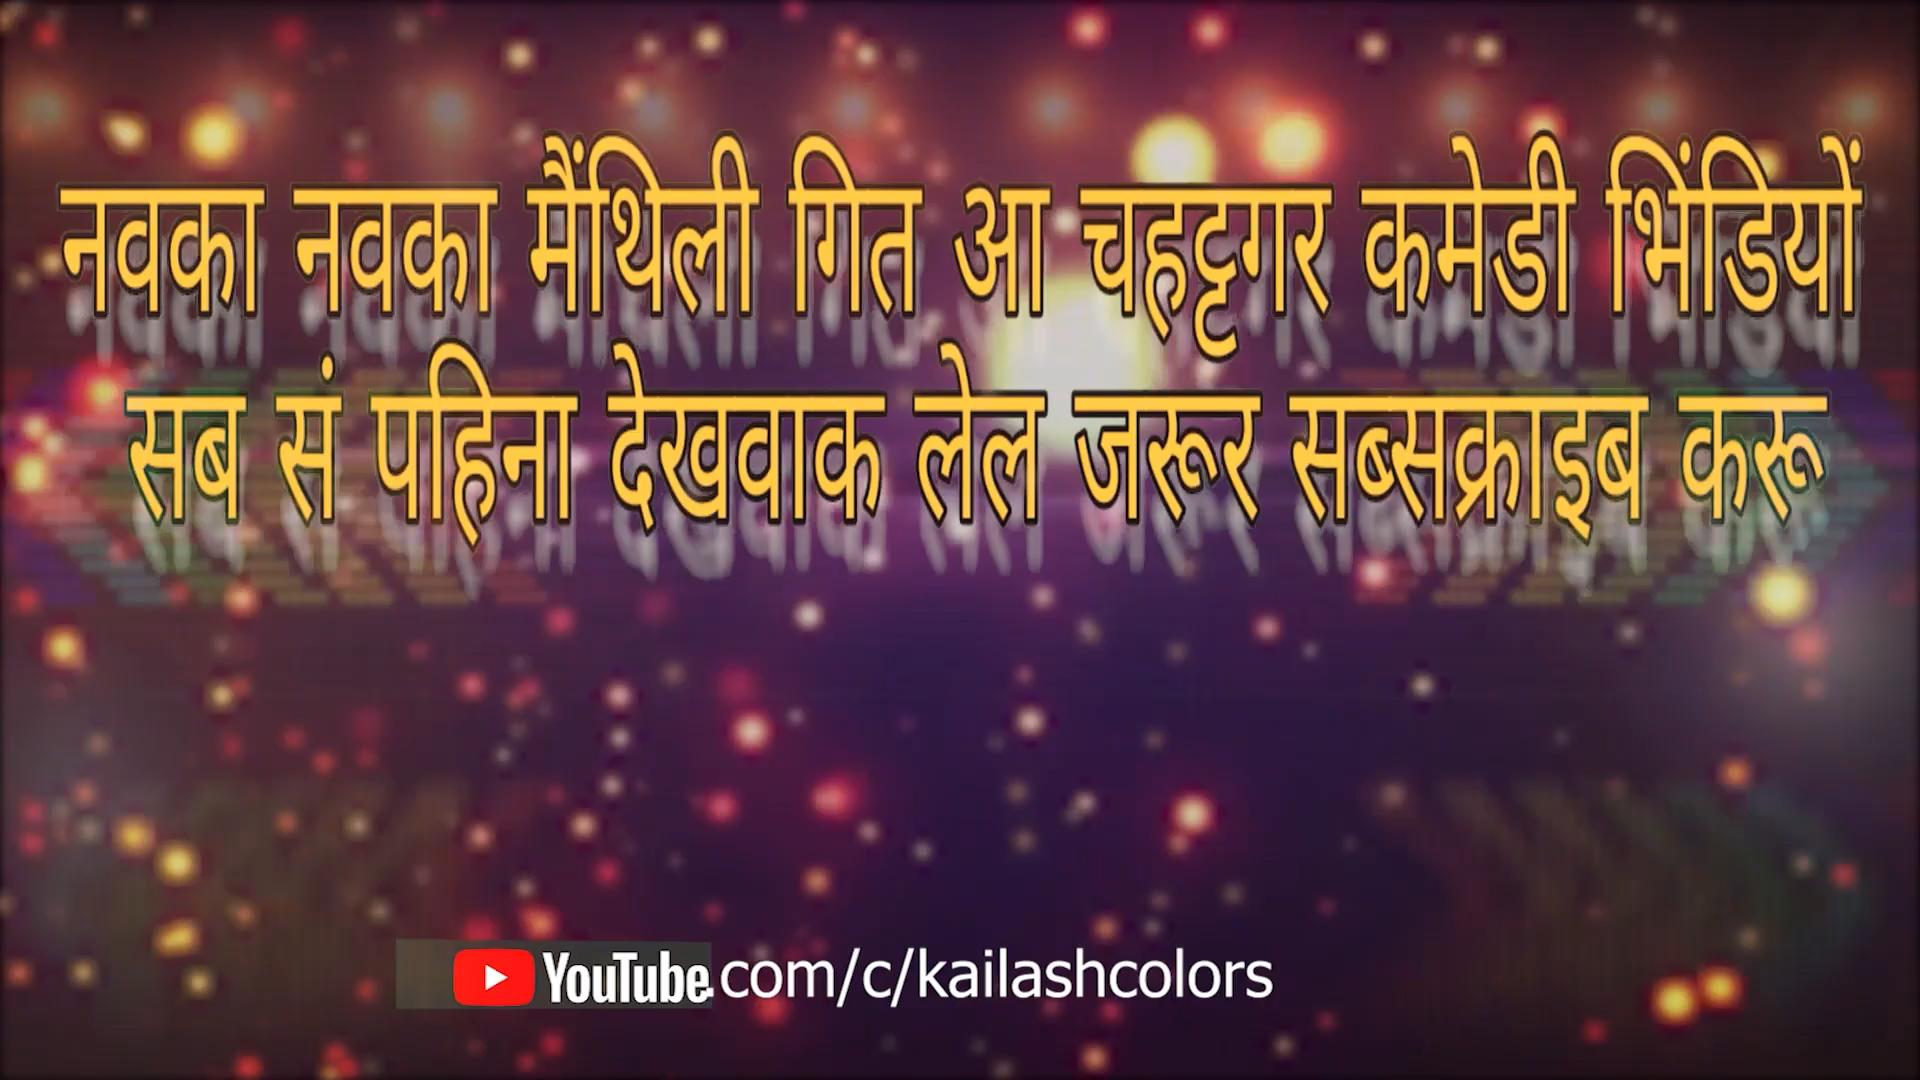 नवका नवका मैंथिली गित आ चहट्टगर कमेडी भिंडियों
सब सं पहिना देखवाक लेल जरूर सब्सक्राइब करू
YouTube.com/c/kailashcolors